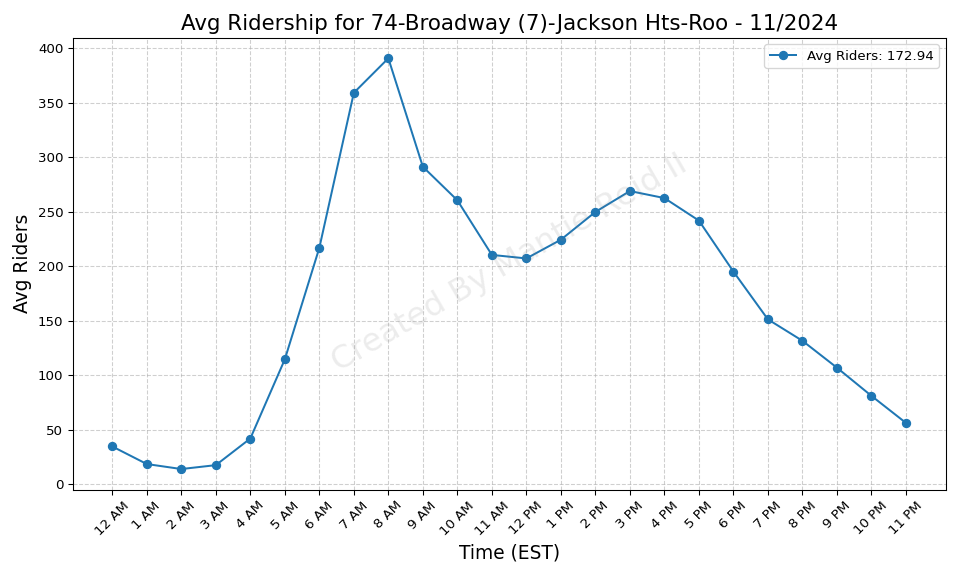 Avg Ridership for 74-Broadway (7)-Jackson Hts-Roo - 11/2024
Avg Riders: 172.94
400
350
300
250
200
150
100
50
0
Avg Riders
Created By Mantle Reid II
12 AM
1 AM
2 AM
3 AM
4 AM
5 AM
6 AM
7 AM
8 AM
9 AM
10 AM
11 AM
12 PM
1 PM
2 PM
3 PM
4 PM
5 PM
6 PM
7 PM
8 PM
9 PM
10 PM
11 PM
Time (EST)